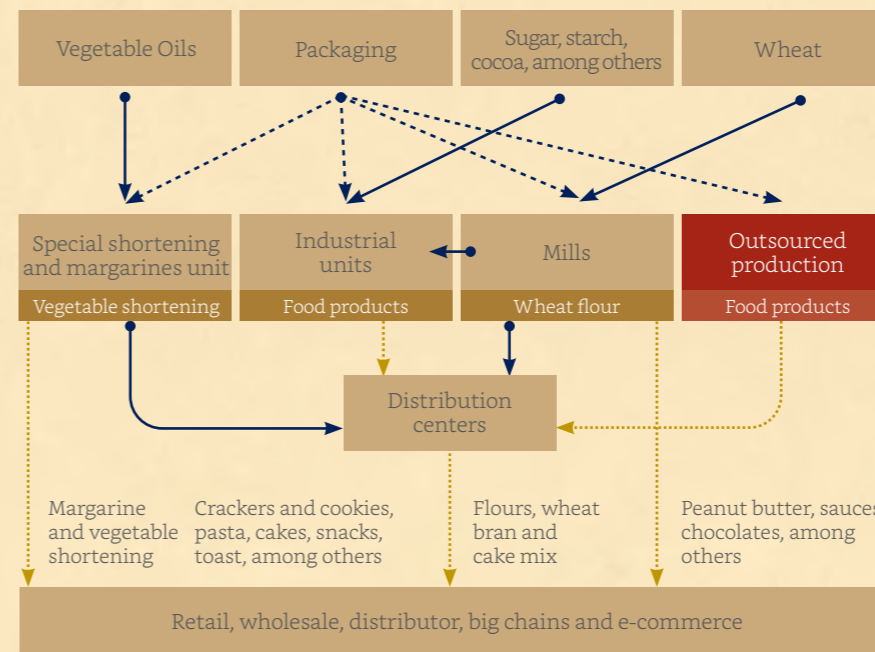 Vegetable Oils
Packaging
Sugar, starch,
cocoa, among others
Wheat
Special shortening
and margarines unit
Vegetable shortening
Industrial
units
Food products
Mills
Wheat flour
Outsourced
production
Food products
Distribution
centers
Margarine
and vegetable
shortening
Crackers and cookies,
pasta, cakes, snacks,
toast, among others
Flours, wheat
bran and
cake mix
Peanut butter, sauces
chocolates, among
others
Retail, wholesale, distributor, big chains and e-commerce